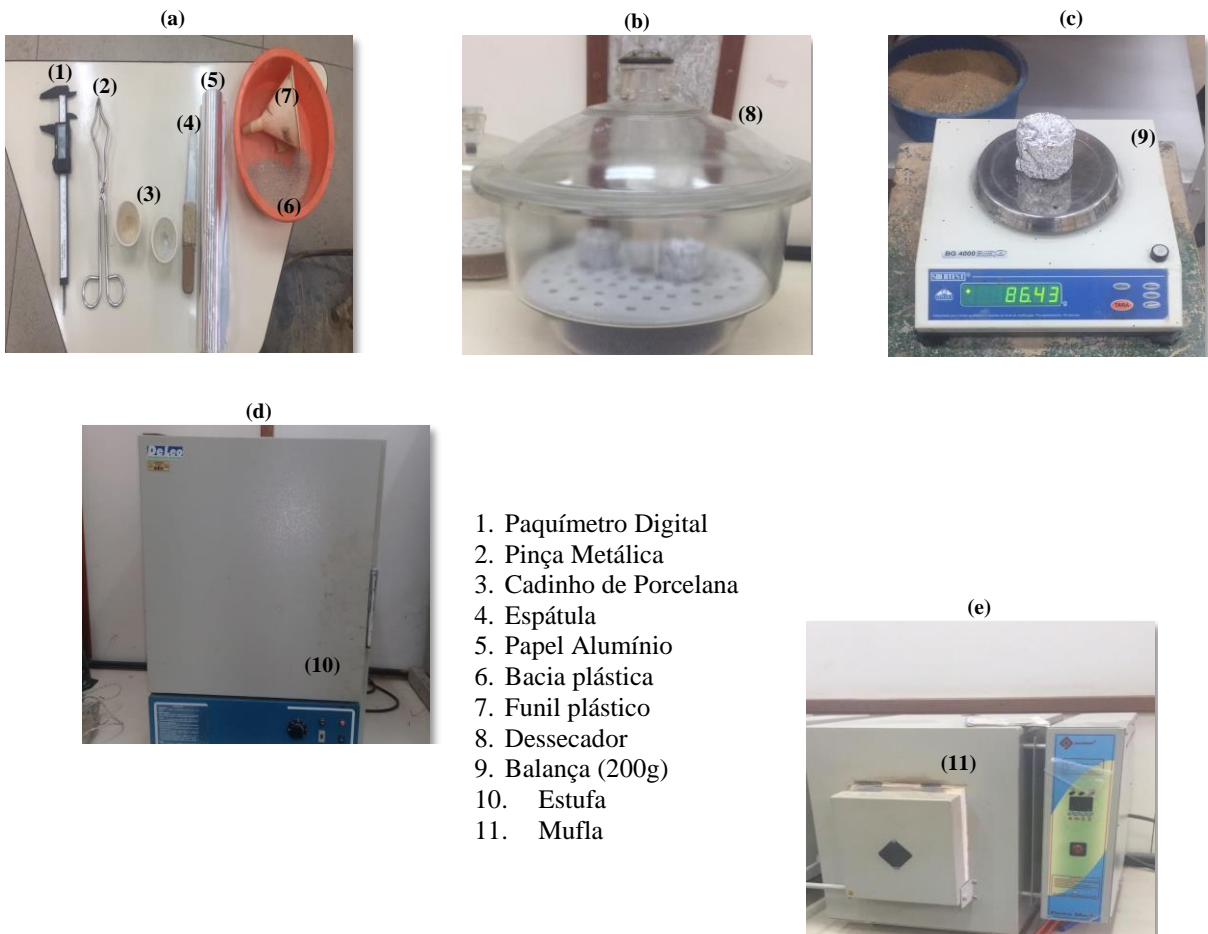 (a)
(b)
(c)
(1)
(2)
(3)
(4)
(5)
(6)
(7)
(8)
(9)
BG 4000
86.43
g
TARA
(d)
DeLeo
(10)
1. Paquímetro Digital
2. Pinça Metálica
3. Cadinho de Porcelana
4. Espátula
5. Papel Alumínio
6. Bacia plástica
7. Funil plástico
8. Dessecador
9. Balança (200g)
10. Estufa
11. Mufla
(e)
(11)